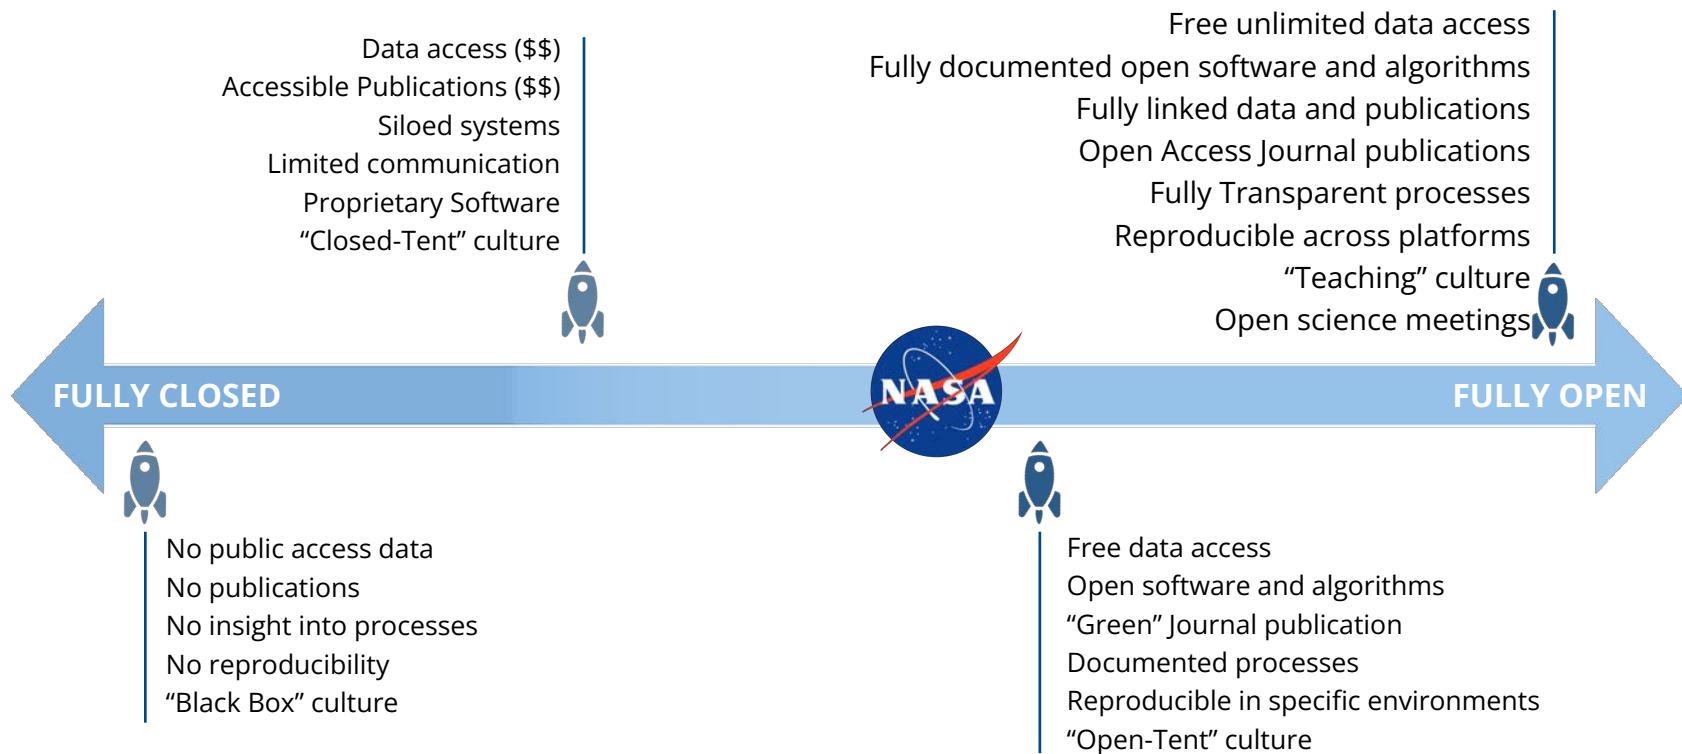 Data access ($$)
Accessible Publications ($$)
Siloed systems
Limited communication
Proprietary Software
“Closed-Tent” culture
Free unlimited data access
Fully documented open software and algorithms
Fully linked data and publications
Open Access Journal publications
Fully Transparent processes
Reproducible across platforms
“Teaching” culture
Open science meetings
FULLY CLOSED
NASA
FULLY OPEN
No public access data
No publications
No insight into processes
No reproducibility
“Black Box” culture
Free data access
Open software and algorithms
“Green” Journal publication
Documented processes
Reproducible in specific environments
“Open-Tent” culture